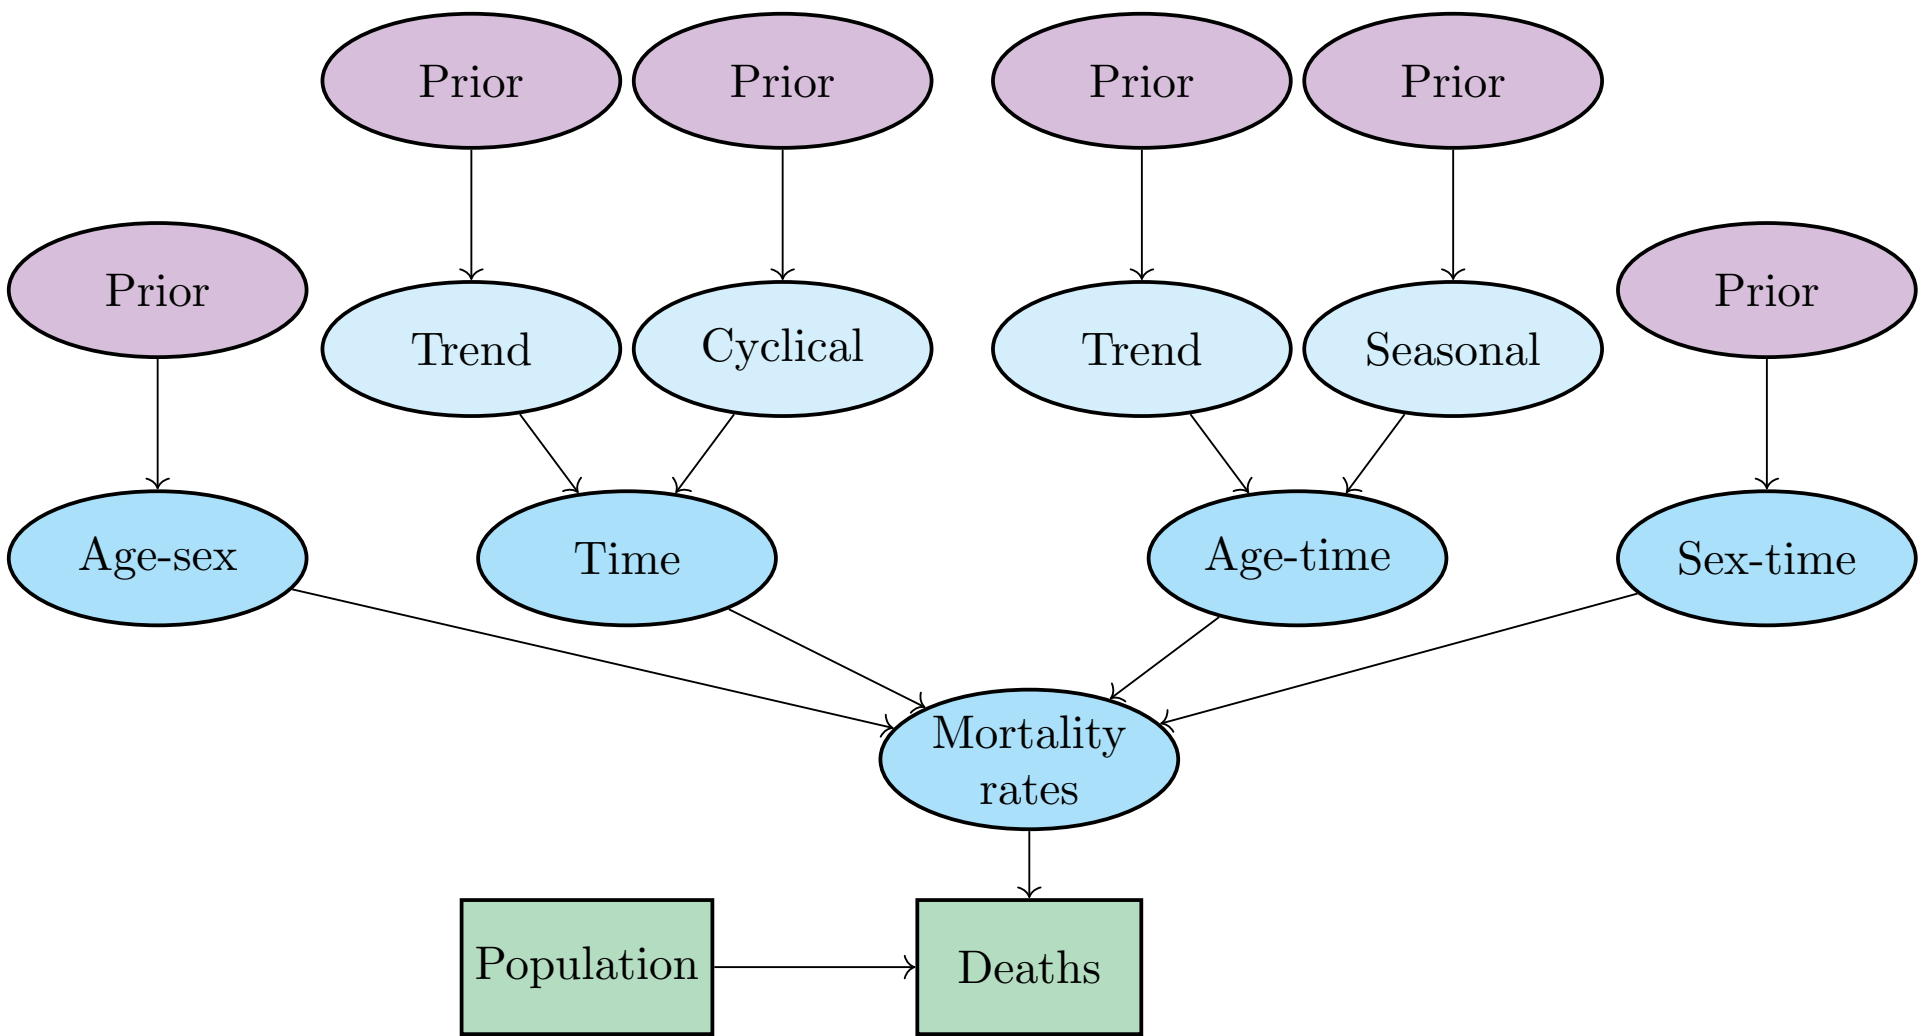 Prior
Prior
Prior
Prior
Prior
Prior
Trend
Cyclical
Trend
Seasonal
Age-sex
Time
Age-time
Sex-time
Mortality
rates
Population
Deaths